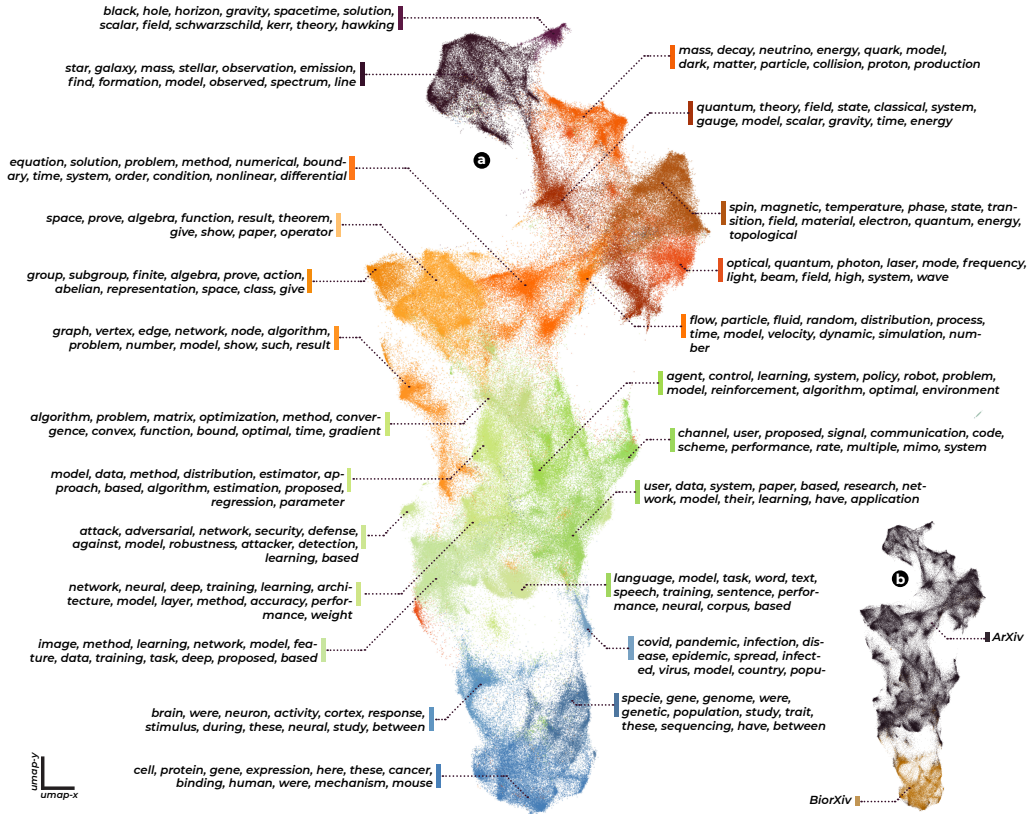 black, hole, horizon, gravity, spacetime, solution,
scalar, field, schwarzschild, kerr, theory, hawking
star, galaxy, mass, stellar, observation, emission,
find, formation, model, observed, spectrum, line
mass, decay, neutrino, energy, quark, model,
dark, matter, particle, collision, proton, production
quantum, theory, field, state, classical, system,
gauge, model, scalar, gravity, time, energy
a
equation, solution, problem, method, numerical, bound-
ary, time, system, order, condition, nonlinear, differential
space, prove, algebra, function, result, theorem,
give, show, paper, operator
spin, magnetic, temperature, phase, state, tran-
sition, field, material, electron, quantum, energy,
topological
group, subgroup, finite, algebra, prove, action,
abelian, representation, space, class, give
optical, quantum, photon, laser, mode, frequency,
light, beam, field, high, system, wave
graph, vertex, edge, network, node, algorithm,
problem, number, model, show, such, result
flow, particle, fluid, random, distribution, process,
time, model, velocity, dynamic, simulation, num-
ber
agent, control, learning, system, policy, robot, problem,
model, reinforcement, algorithm, optimal, environment
algorithm, problem, matrix, optimization, method, conver-
gence, convex, function, bound, optimal, time, gradient
channel, user, proposed, signal, communication, code,
scheme, performance, rate, multiple, mimo, system
model, data, method, distribution, estimator, ap-
proach, based, algorithm, estimation, proposed,
regression, parameter
user, data, system, paper, based, research, net-
work, model, their, learning, have, application
attack, adversarial, network, security, defense,
against, model, robustness, attacker, detection,
learning, based
network, neural, deep, training, learning, archi-
tecture, model, layer, method, accuracy, perfor-
mance, weight
language, model, task, word, text,
speech, training, sentence, perfor-
mance, neural, corpus, based
b
image, method, learning, network, model, fea-
ture, data, training, task, deep, proposed, based
covid, pandemic, infection, dis-
ease, epidemic, spread, infect-
ed, virus, model, country, popu-
ArXiv
brain, were, neuron, activity, cortex, response,
stimulus, during, these, neural, study, between
specie, gene, genome, were,
genetic, population, study, trait,
these, sequencing, have, between
cell, protein, gene, expression, here, these, cancer,
binding, human, were, mechanism, mouse
umap-y
umap-x
BiorXiv